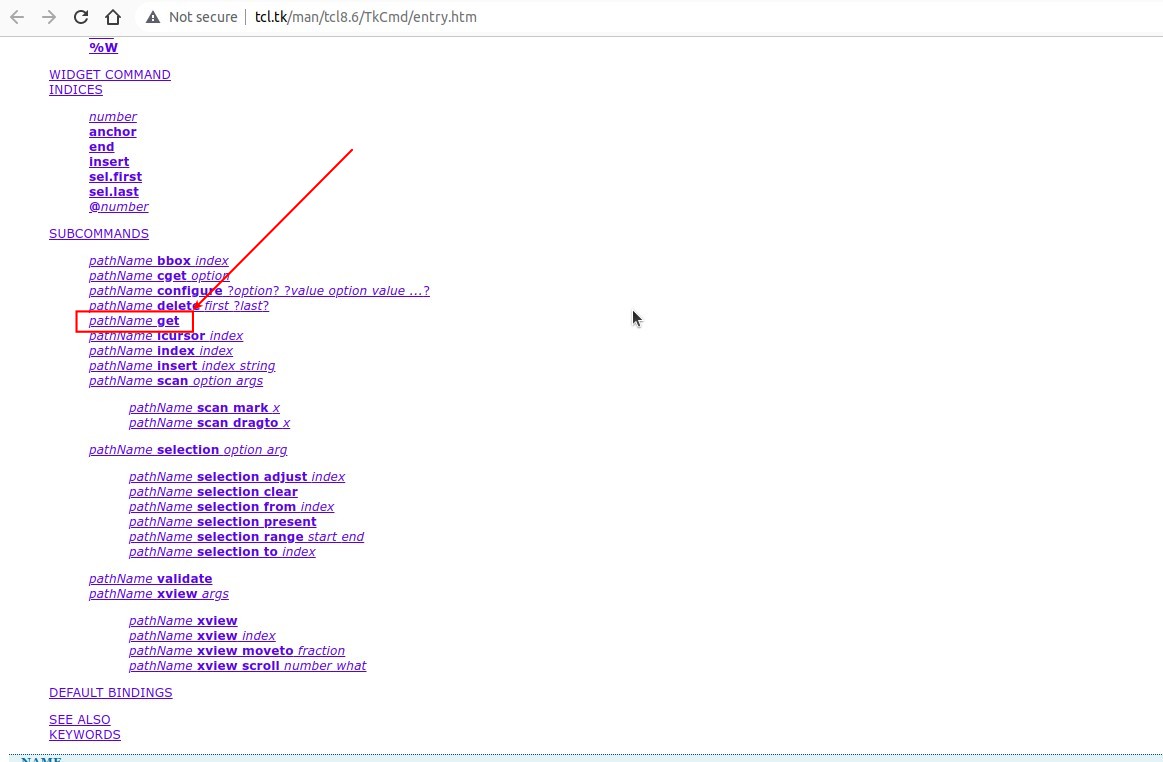 Not secure | tcl.tk/man/tcl8.6/TkCmd/entry.htm
%W
WIDGET COMMAND
INDICES
number
anchor
end
insert
sel.first
sel.last
@number
SUBCOMMANDS
pathName bbox index
pathName cget option
pathName configure ?option? ?value option value ...?
pathName delete first ?last?
pathName get
pathName icursor index
pathName index index
pathName insert index string
pathName scan option args
pathName scan mark x
pathName scan dragto x
pathName selection option arg
pathName selection adjust index
pathName selection clear
pathName selection from index
pathName selection present
pathName selection range start end
pathName selection to index
pathName validate
pathName xview args
pathName xview
pathName xview index
pathName xview moveto fraction
pathName xview scroll number what
DEFAULT BINDINGS
SEE ALSO
KEYWORDS
NAME